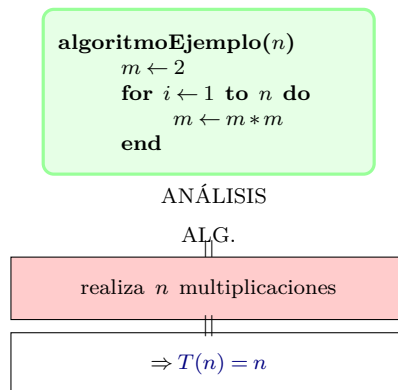 algoritmoEjemplo(n)
m ← 2
for i ← 1 to n do
m ← m * m
end
ANÁLISIS
ALG.
realiza n multiplicaciones
⇒ T(n) = n